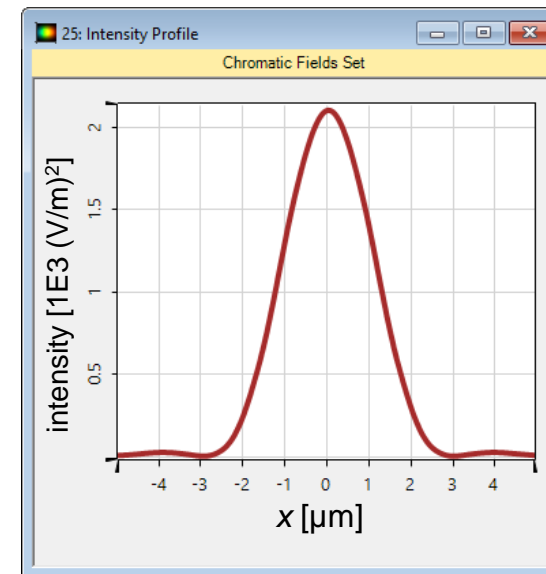 25: Intensity Profile
Chromatic Fields Set
intensity [1E3 (V/m)²]
2
1.5
1
0.5
-4 -3 -2 -1 0 1 2 3 4
x [µm]